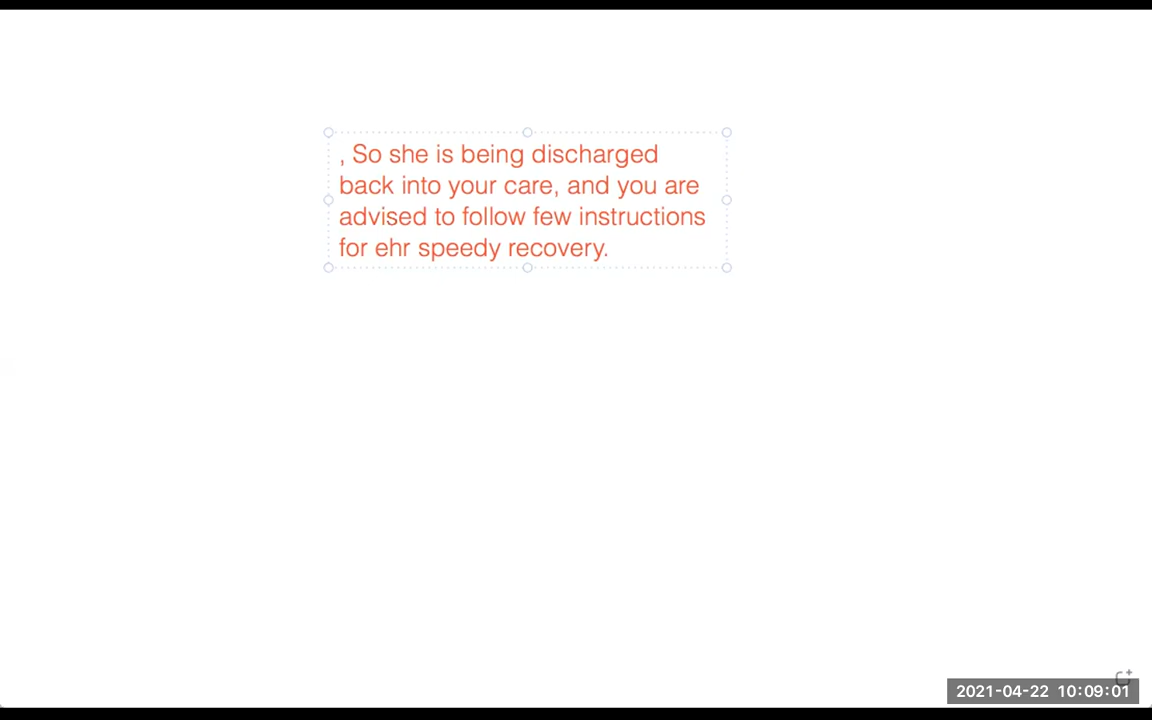 , So she is being discharged
back into your care, and you are
advised to follow few instructions
for ehr speedy recovery.
2021-04-22 10:09:01